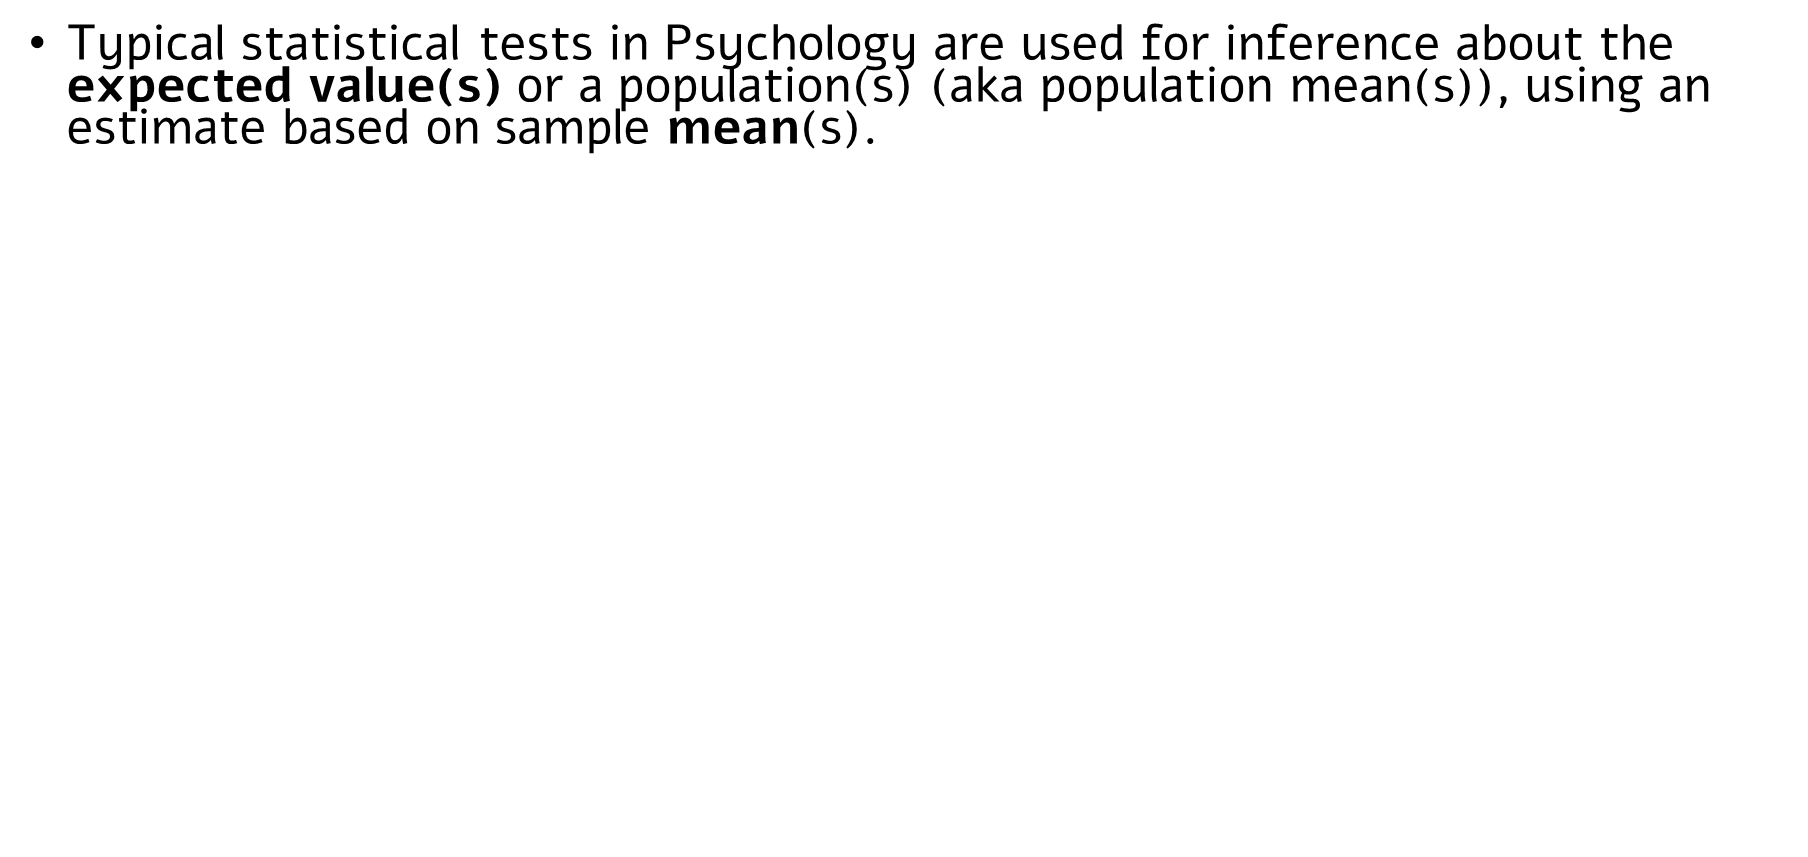 • Typical statistical tests in Psychology are used for inference about the
expected value(s) or a population(s) (aka population mean(s)), using an
estimate based on sample mean(s).